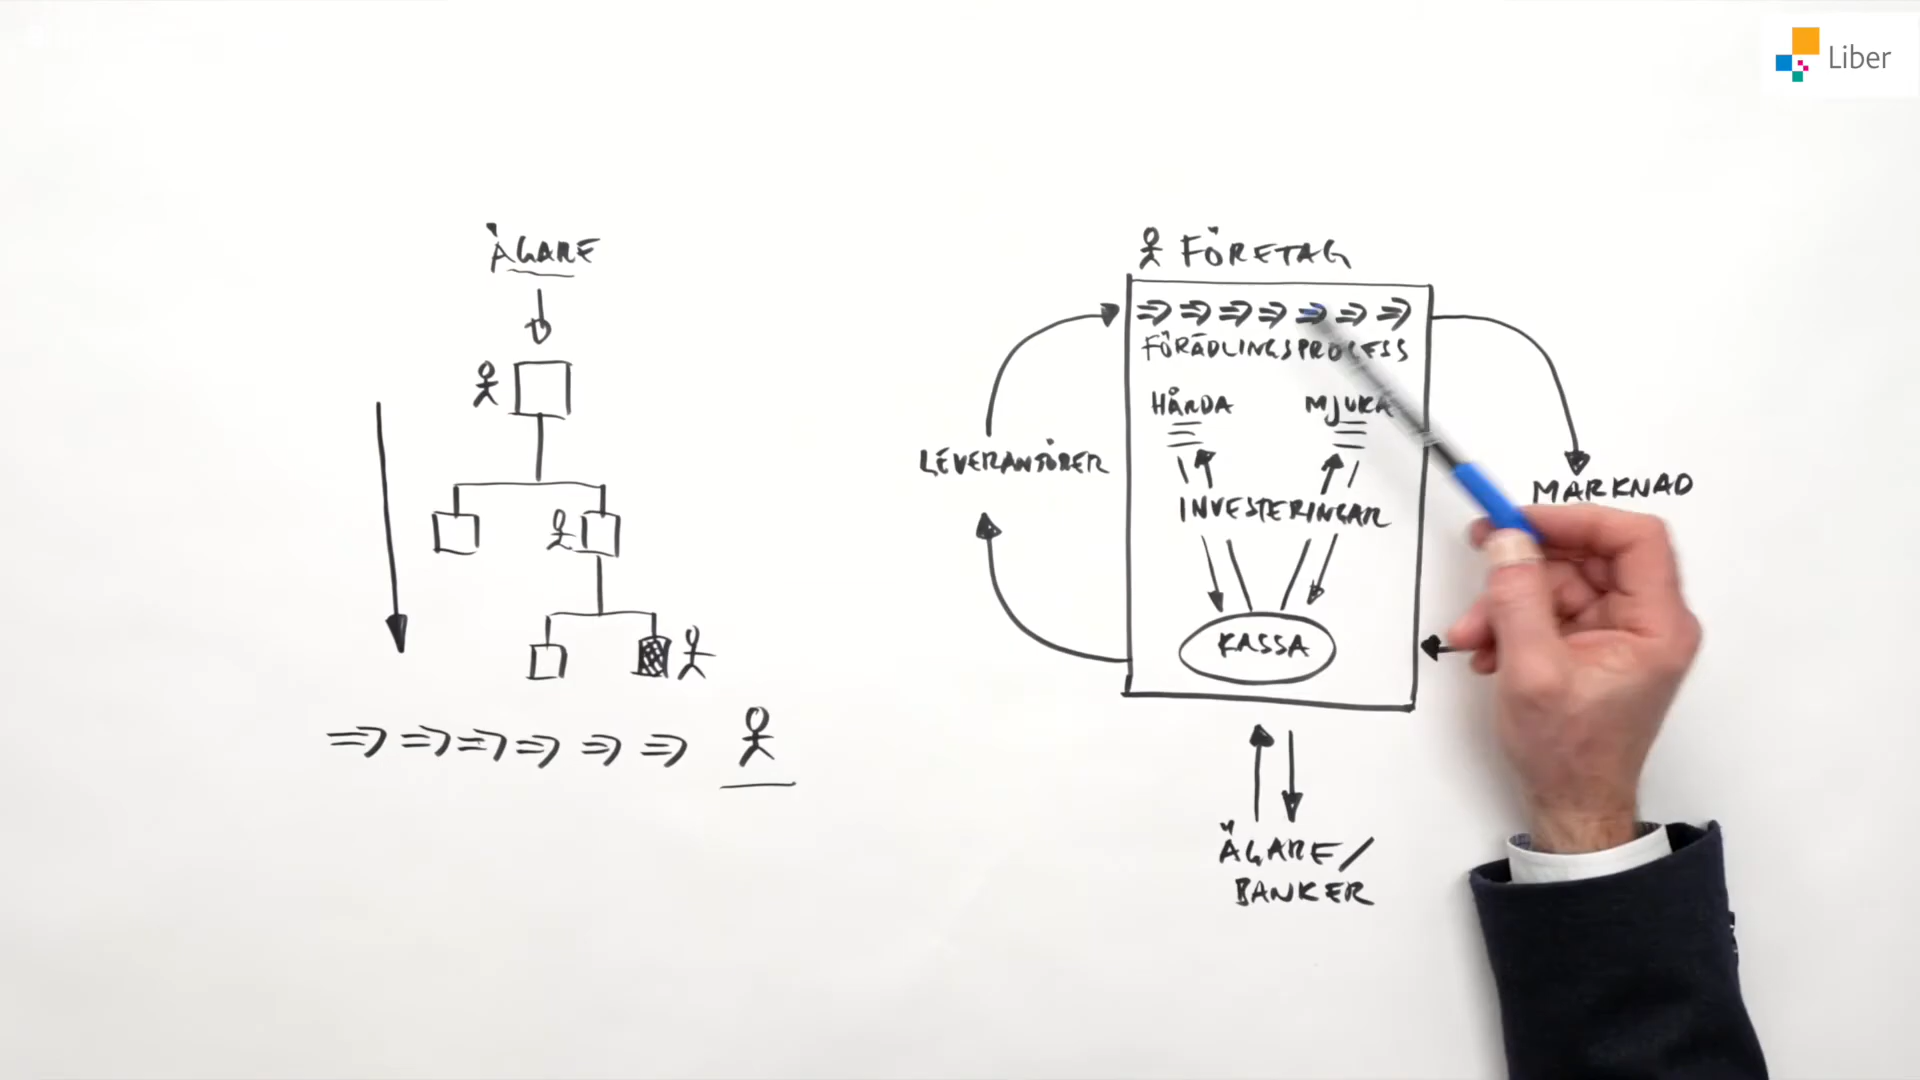 Liber
ÄGARE
FÖRETAG
FÖRÄDLINGSPROCESS
HÅRDA
MJUKA
LEVERANTÖRER
INVESTERINGAR
MARKNAD
KASSA
ÄGARE/
BANKER